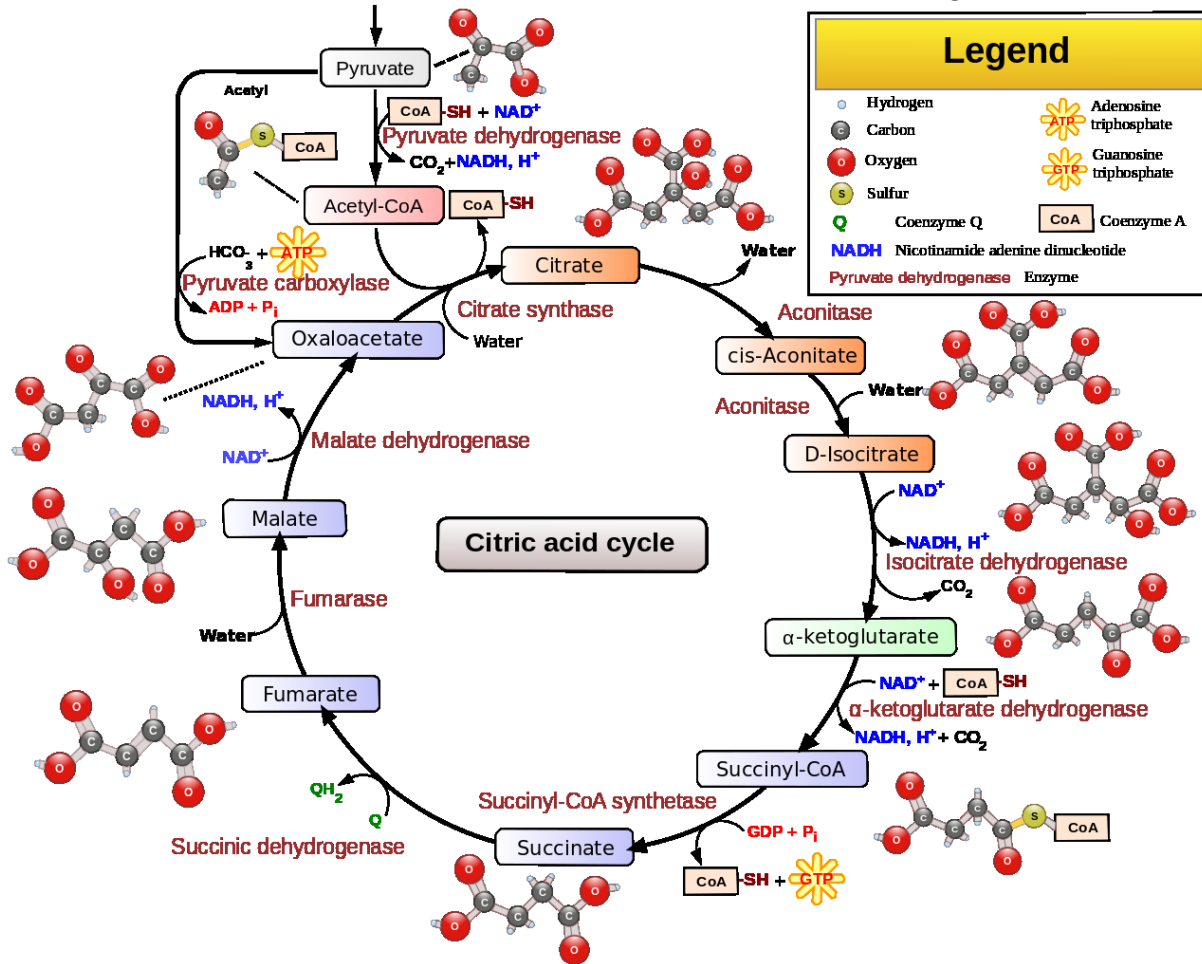 Legend
Hydrogen
Carbon
Oxygen
Sulfur
Q Coenzyme Q
NADH Nicotinamide adenine dinucleotide
Pyruvate dehydrogenase Enzyme
ATP Adenosine
triphosphate
GTP Guanosine
triphosphate
CoA Coenzyme A
Pyruvate
Acetyl
CoA
CoA-SH + NAD⁺
Pyruvate dehydrogenase
CO₂+NADH, H⁺
Acetyl-CoA
CoA-SH
HCO₃⁻ + ATP
Pyruvate carboxylase
ADP + Pᵢ
Citrate
Citrate synthase
Water
Oxaloacetate
Water
Aconitase
cis-Aconitate
Water
Aconitase
D-Isocitrate
NAD⁺
NADH, H⁺
Isocitrate dehydrogenase
CO₂
α-ketoglutarate
NAD⁺ + CoA-SH
α-ketoglutarate dehydrogenase
NADH, H⁺ + CO₂
Succinyl-CoA
CoA
Succinyl-CoA synthetase
GDP + Pᵢ
CoA-SH + GTP
Succinate
QH₂
Q
Succinic dehydrogenase
Fumarate
Water
Fumarase
Malate
NADH, H⁺
NAD⁺
Malate dehydrogenase
Citric acid cycle